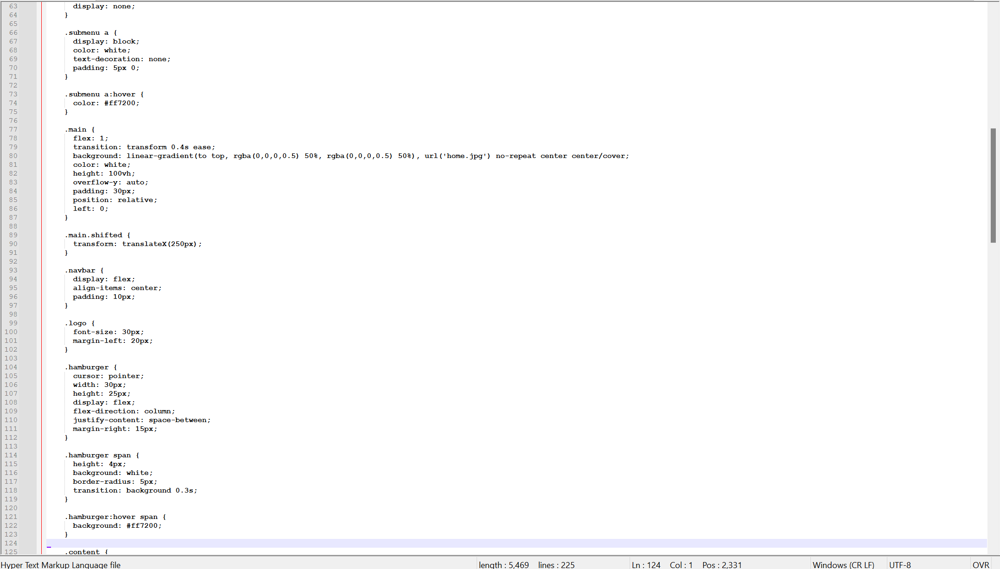 63 display: none;
64 }
65
66 .submenu a {
67 display: block;
68 color: white;
69 text-decoration: none;
70 padding: 5px 0;
71 }
72
73 .submenu a:hover {
74 color: #ff7200;
75 }
76
77 .main {
78 flex: 1;
79 transition: transform 0.4s ease;
80 background: linear-gradient(to top, rgba(0,0,0,0.5) 50%, rgba(0,0,0,0.5) 50%), url('home.jpg') no-repeat center center/cover;
81 color: white;
82 height: 100vh;
83 overflow-y: auto;
84 padding: 30px;
85 position: relative;
86 left: 0;
87 }
88
89 .main.shifted {
90 transform: translateX(250px);
91 }
92
93 .navbar {
94 display: flex;
95 align-items: center;
96 padding: 10px;
97 }
98
99 .logo {
100 font-size: 30px;
101 margin-left: 20px;
102 }
103
104 .hamburger {
105 cursor: pointer;
106 width: 30px;
107 height: 25px;
108 display: flex;
109 flex-direction: column;
110 justify-content: space-between;
111 margin-right: 15px;
112 }
113
114 .hamburger span {
115 height: 4px;
116 background: white;
117 border-radius: 5px;
118 transition: background 0.3s;
119 }
120
121 .hamburger:hover span {
122 background: #ff7200;
123 }
124
125 .content {
Hyper Text Markup Language file length : 5,469 lines : 225 Ln : 124 Col : 1 Pos : 2,331 Windows (CR LF) UTF-8 OVR